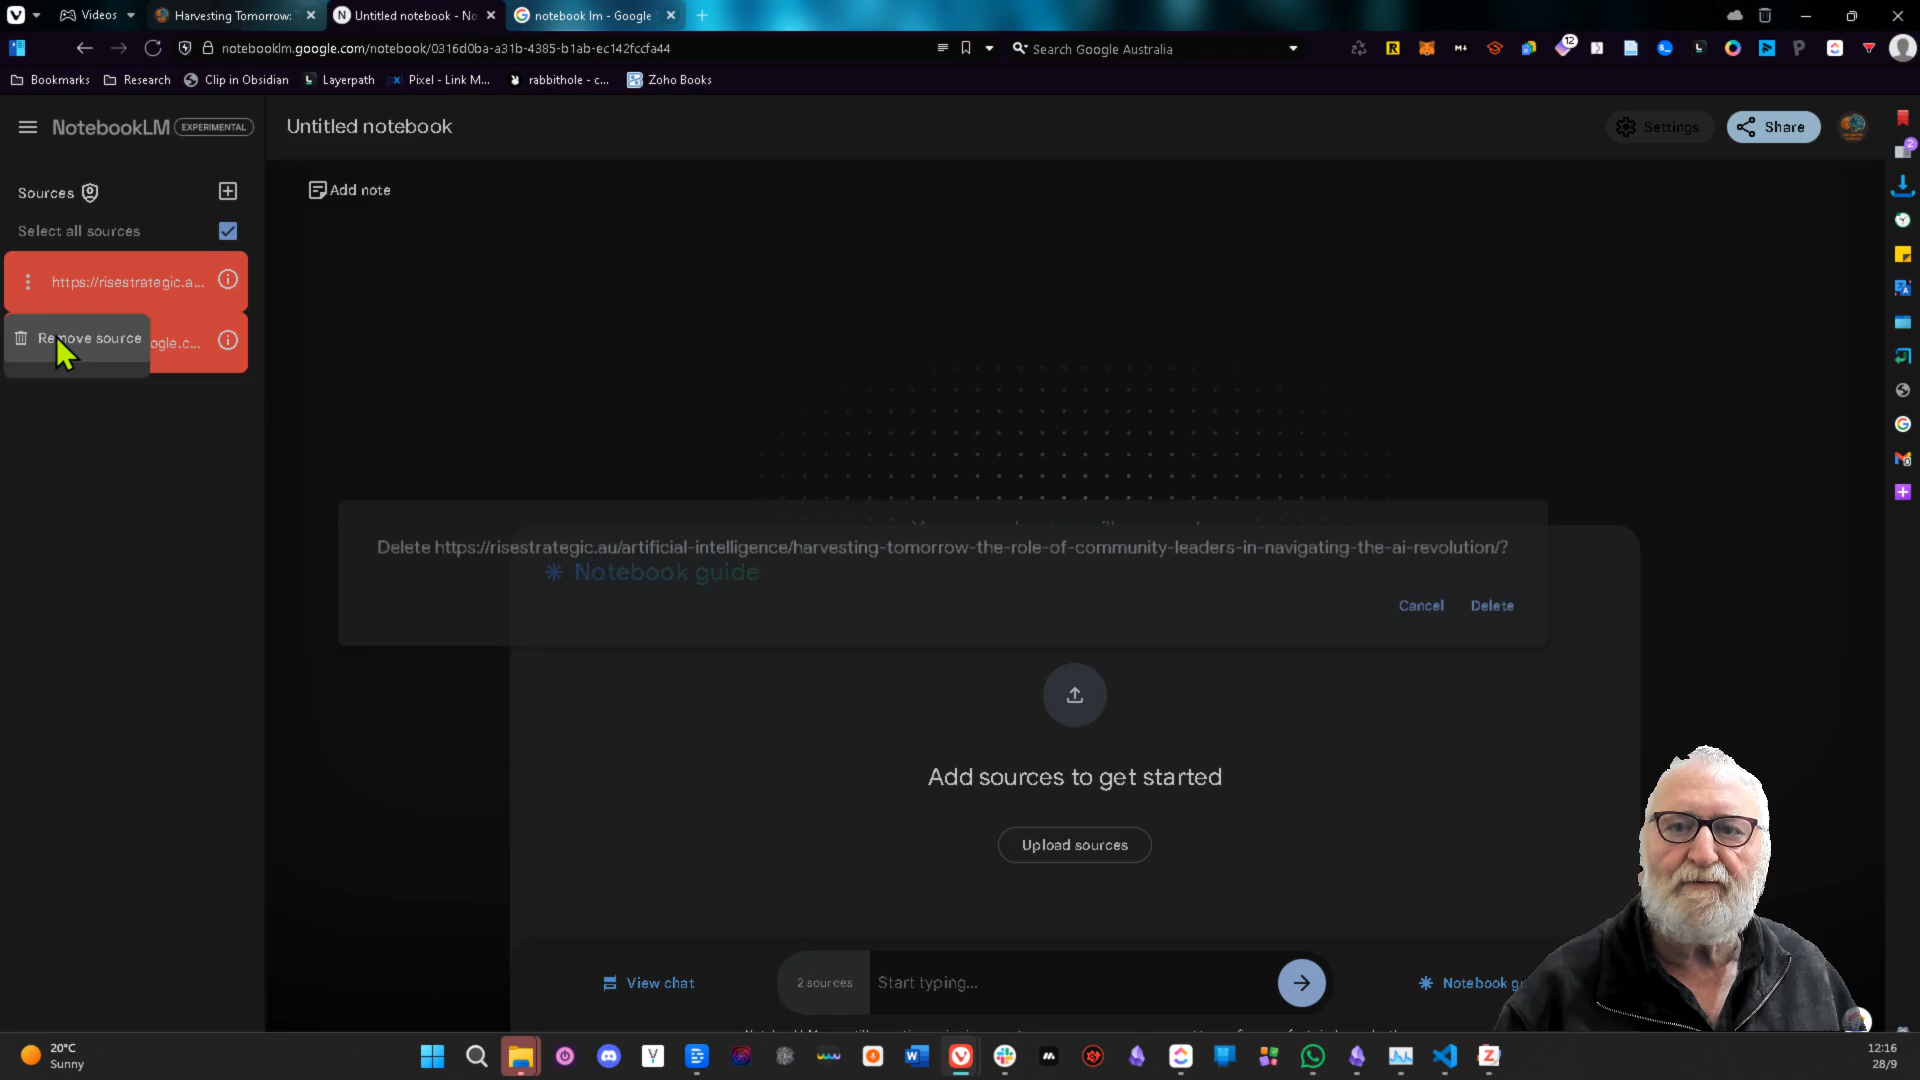 Videos
Harvesting Tomorrow:
Untitled notebook - No
notebook lm - Google
notebooklm.google.com/notebook/0316d0ba-a31b-4385-b1ab-ec142fccfa44
Search Google Australia
12
Bookmarks
Research
Clip in Obsidian
Layerpath
Pixel - Link M...
rabbithole - c...
Zoho Books
NotebookLM
EXPERIMENTAL
Untitled notebook
Settings
Share
2
Sources
Add note
Select all sources
https://risestrategic.a...
Remove source
ogle.c...
Delete https://risestrategic.au/artificial-intelligence/harvesting-tomorrow-the-role-of-community-leaders-in-navigating-the-ai-revolution/?
Notebook guide
Cancel
Delete
Add sources to get started
Upload sources
View chat
2 sources
Start typing...
Notebook gu
20°C
Sunny
12:16
28/9